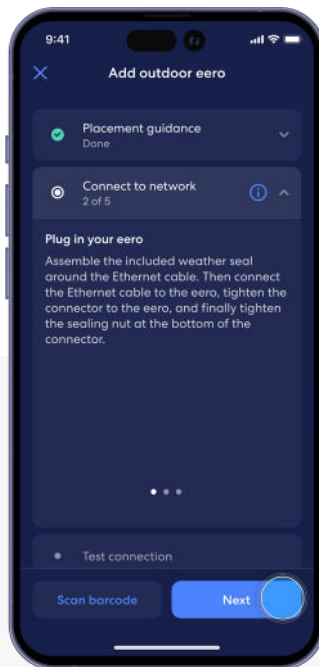 9:41
Add outdoor eero
Placement guidance
Done
Connect to network
2 of 5
Plug in your eero
Assemble the included weather seal
around the Ethernet cable. Then connect
the Ethernet cable to the eero, tighten the
connector to the eero, and finally tighten
the sealing nut at the bottom of the
connector.
Test connection
Scan barcode
Next